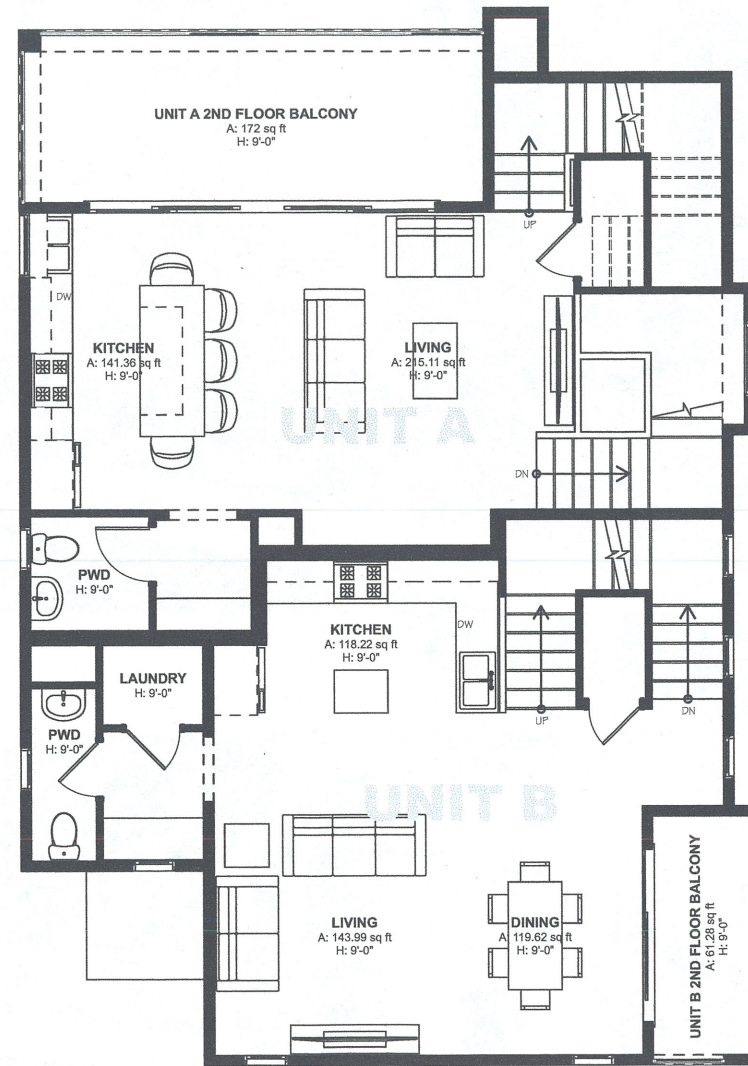 UNIT A 2ND FLOOR BALCONY
A: 172 sq ft
H: 9'-0"
UP
DW
KITCHEN
A: 141.36 sq ft
H: 9'-0"
LIVING
A: 215.11 sq ft
H: 9'-0"
UNIT A
DN
PWD
H: 9'-0"
KITCHEN
A: 118.22 sq ft
H: 9'-0"
DW
LAUNDRY
H: 9'-0"
UP
DN
PWD
H: 9'-0"
UNIT B
LIVING
A: 143.99 sq ft
H: 9'-0"
DINING
A: 119.62 sq ft
H: 9'-0"
UNIT B 2ND FLOOR BALCONY
A: 61.28 sq ft
H: 9'-0"